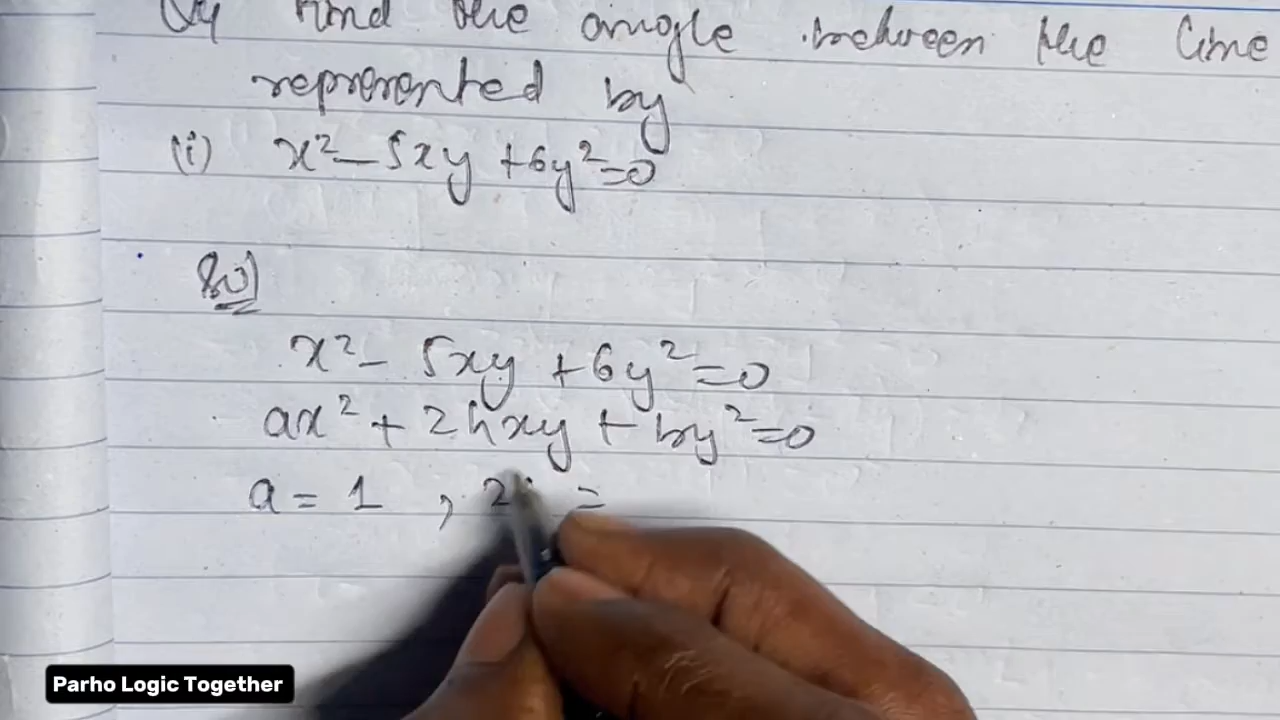 Q4 Find the angle between the line
represented by
(i) x² - 5xy + 6y² = 0
Sol
x² - 5xy + 6y² = 0
ax² + 2hxy + by² = 0
a = 1 , 2 =
Parho Logic Together